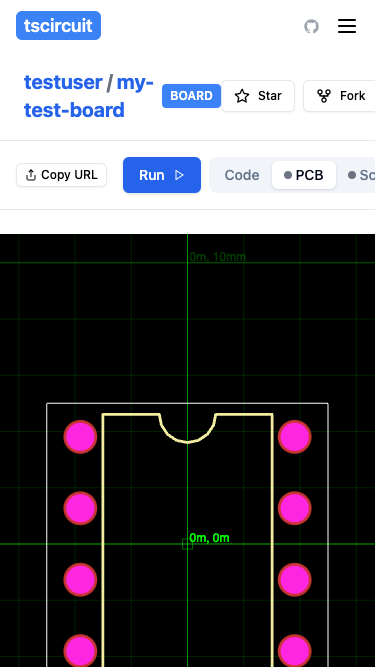 tscircuit
testuser / my-
test-board
BOARD
Star
Fork
Copy URL
Run
Code
PCB
Sc
0m, 10mm
0m, 0m